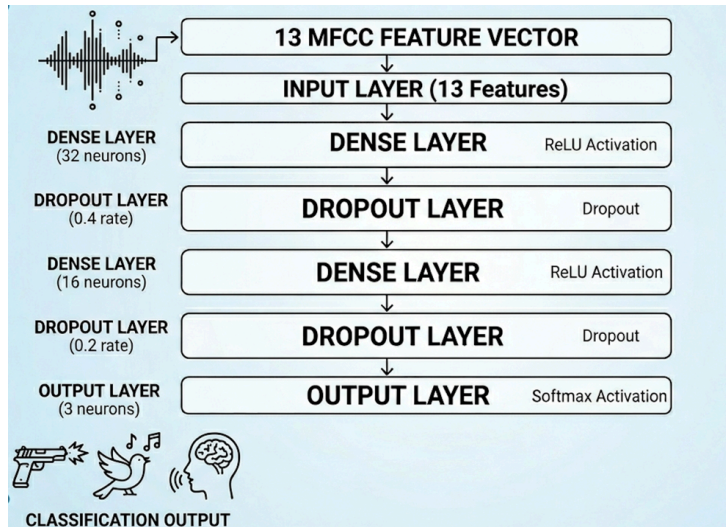 13 MFCC FEATURE VECTOR
INPUT LAYER (13 Features)
DENSE LAYER
(32 neurons)
DENSE LAYER
ReLU Activation
DROPOUT LAYER
(0.4 rate)
DROPOUT LAYER
Dropout
DENSE LAYER
(16 neurons)
DENSE LAYER
ReLU Activation
DROPOUT LAYER
(0.2 rate)
DROPOUT LAYER
Dropout
OUTPUT LAYER
(3 neurons)
OUTPUT LAYER
Softmax Activation
CLASSIFICATION OUTPUT